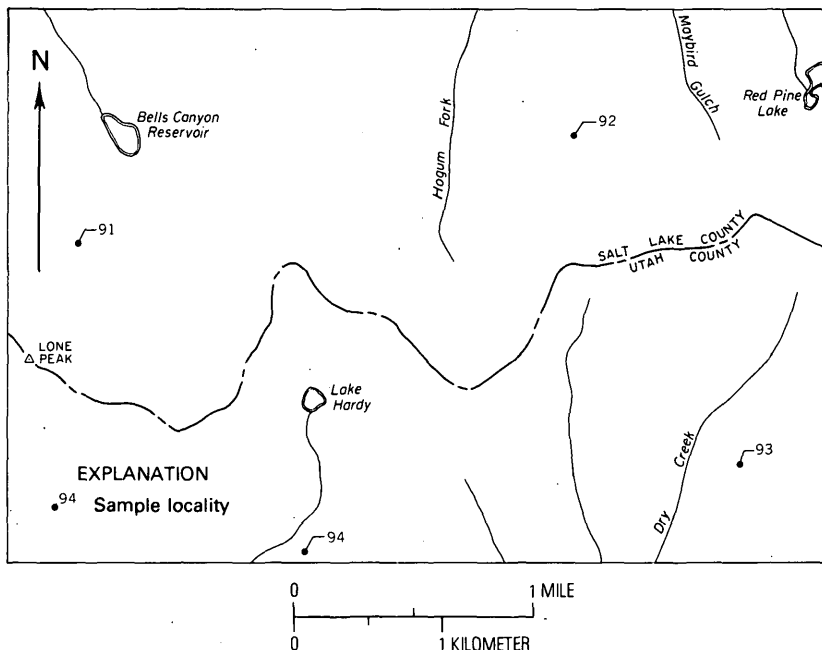 N
Bells Canyon
Reservoir
Hogum Fork
Maybird Gulch
Red Pine
Lake
92
91
SALT LAKE COUNTY
UTAH COUNTY
LONE
PEAK
Lake
Hardy
Dry Creek
93
EXPLANATION
94 Sample locality
94
0 1 MILE
0 1 KILOMETER